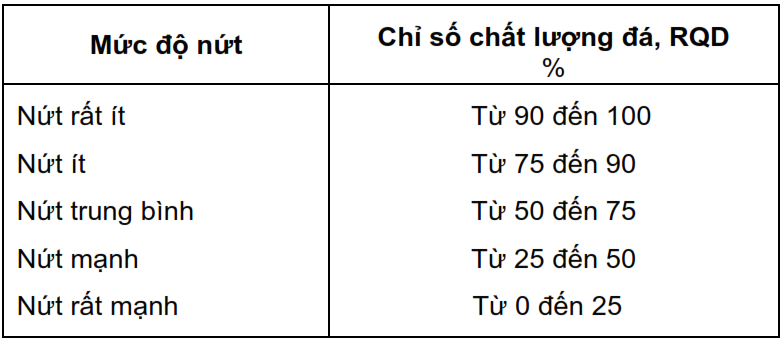 Mức độ nứt
Chỉ số chất lượng đá, RQD
%
Nứt rất ít
Từ 90 đến 100
Nứt ít
Từ 75 đến 90
Nứt trung bình
Từ 50 đến 75
Nứt mạnh
Từ 25 đến 50
Nứt rất mạnh
Từ 0 đến 25